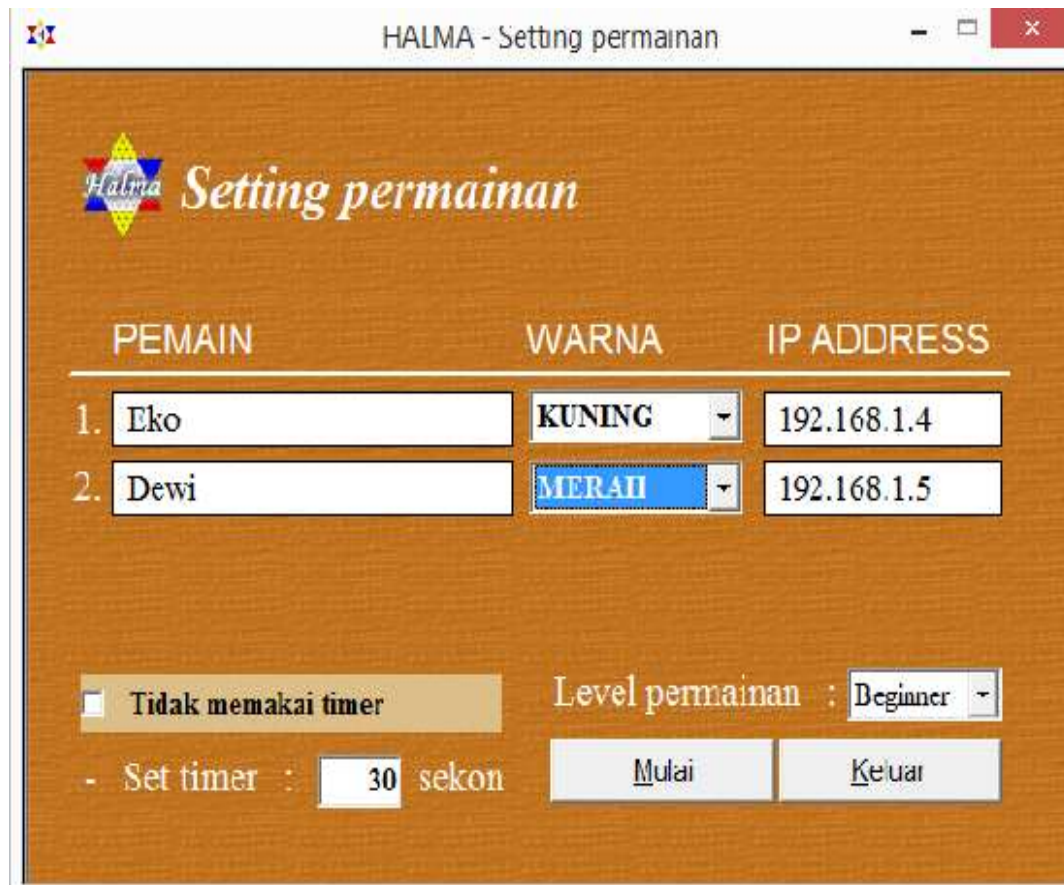 HALMA - Setting permainan
Halma
Setting permainan
PEMAIN WARNA IP ADDRESS
1. Eko KUNING 192.168.1.4
2. Dewi MERAH 192.168.1.5
Tidak memakai timer
Level permainan : Beginner
- Set timer : 30 sekon
Mulai Keluar